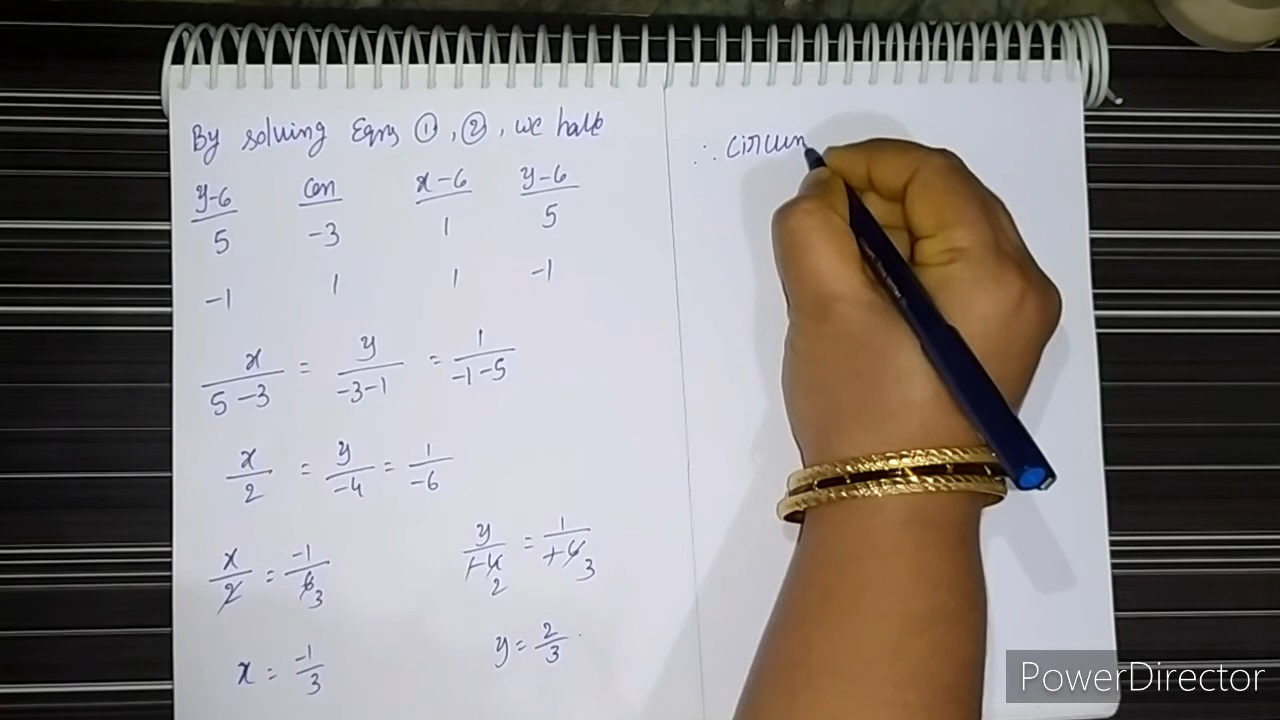 By solving Eqns ①, ②, we have
y-6 con x-6 y-6
5 -3 1 5
-1 1 1 -1
x/(5-3) = y/(-3-1) = 1/(-1-5)
x/2 = y/-4 = 1/-6
x/2 = -1/6 3 y/-4 2 = 1/-6 3
x = -1/3 y = 2/3
∴ circum
PowerDirector